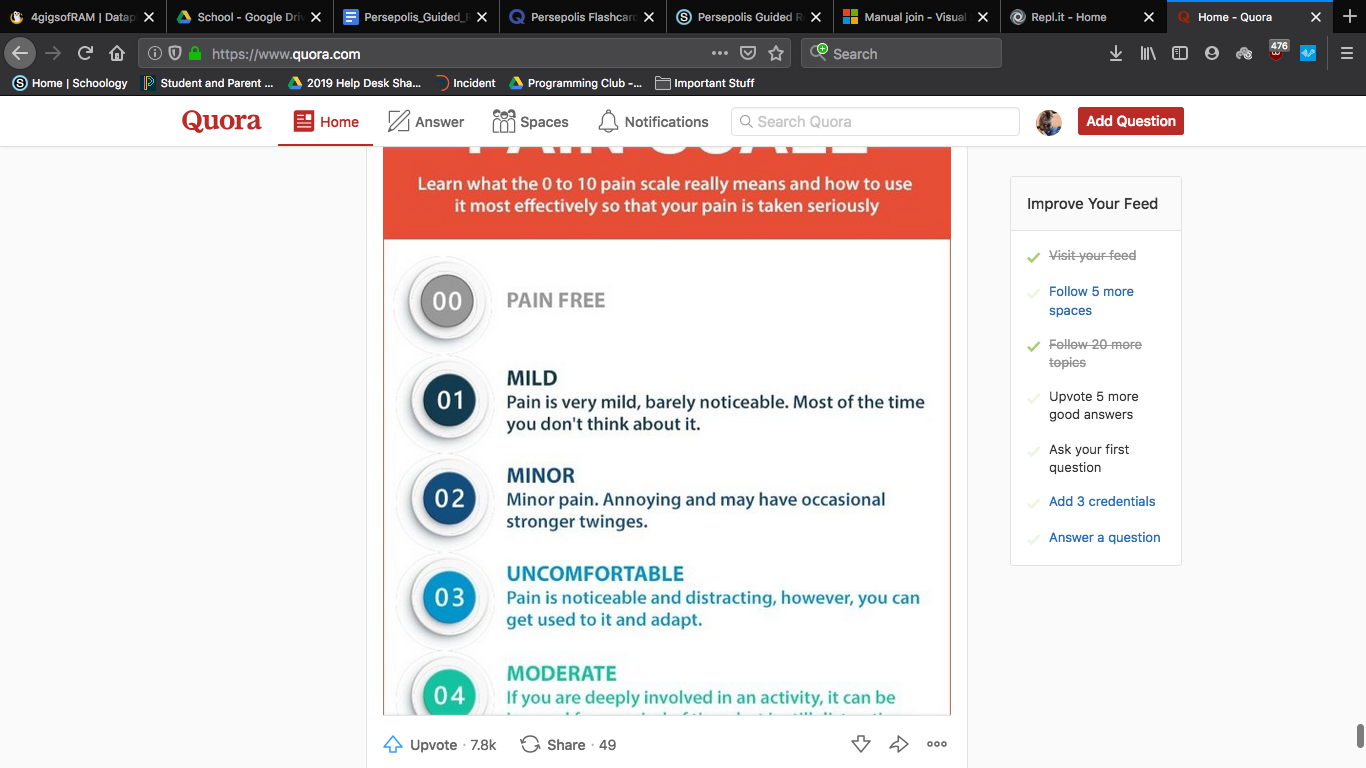 4gigsofRAM | Datap
School - Google Driv
Persepolis_Guided_R
Persepolis Flashcard
Persepolis Guided R
Manual join - Visual
Repl.it - Home
Home - Quora
https://www.quora.com
Search
476
Home | Schoology
Student and Parent ...
2019 Help Desk Sha...
Incident
Programming Club -...
Important Stuff
Quora
Home
Answer
Spaces
Notifications
Search Quora
Add Question
PAIN SCALE
Learn what the 0 to 10 pain scale really means and how to use
it most effectively so that your pain is taken seriously
00
PAIN FREE
01
MILD
Pain is very mild, barely noticeable. Most of the time
you don't think about it.
02
MINOR
Minor pain. Annoying and may have occasional
stronger twinges.
03
UNCOMFORTABLE
Pain is noticeable and distracting, however, you can
get used to it and adapt.
04
MODERATE
If you are deeply involved in an activity, it can be
Upvote · 7.8k
Share · 49
Improve Your Feed
Visit your feed
Follow 5 more
spaces
Follow 20 more
topics
Upvote 5 more
good answers
Ask your first
question
Add 3 credentials
Answer a question